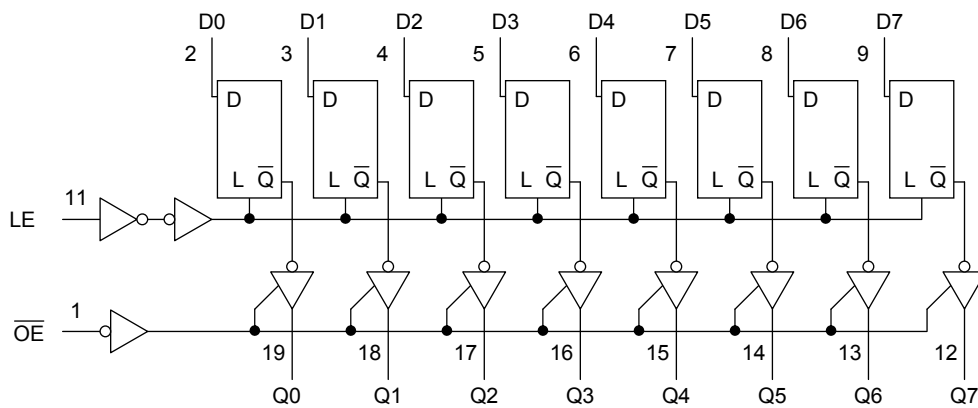 D0 D1 D2 D3 D4 D5 D6 D7
2 3 4 5 6 7 8 9
D D D D D D D D
L Q̅ L Q̅ L Q̅ L Q̅ L Q̅ L Q̅ L Q̅ L Q̅
11
LE
1
O̅E̅
19 18 17 16 15 14 13 12
Q0 Q1 Q2 Q3 Q4 Q5 Q6 Q7